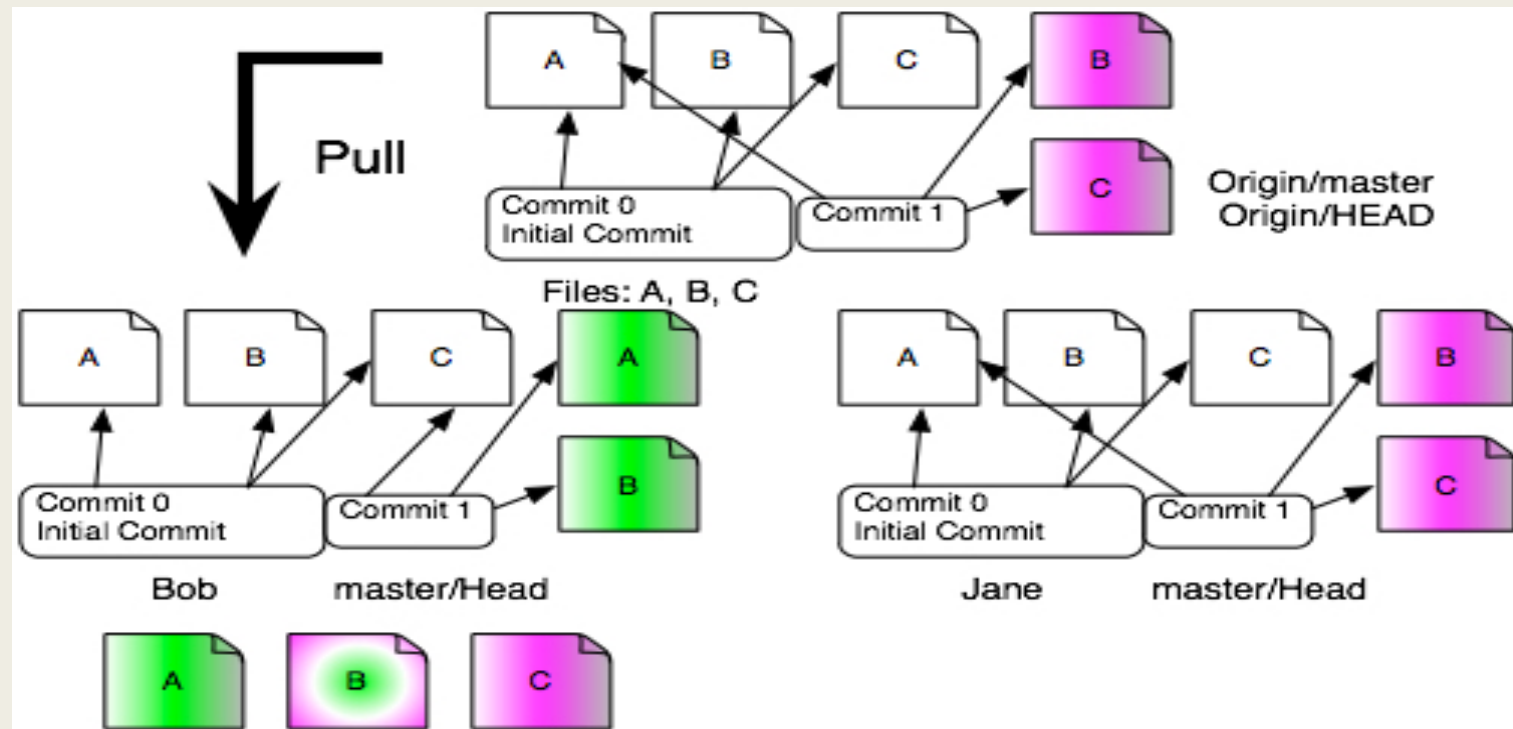 A
B
C
B
Pull
C
Origin/master
Origin/HEAD
Commit 0
Initial Commit
Commit 1
Files: A, B, C
A
B
C
A
B
Commit 0
Initial Commit
Commit 1
Bob
master/Head
A
B
C
B
C
Commit 0
Initial Commit
Commit 1
Jane
master/Head
A
B
C